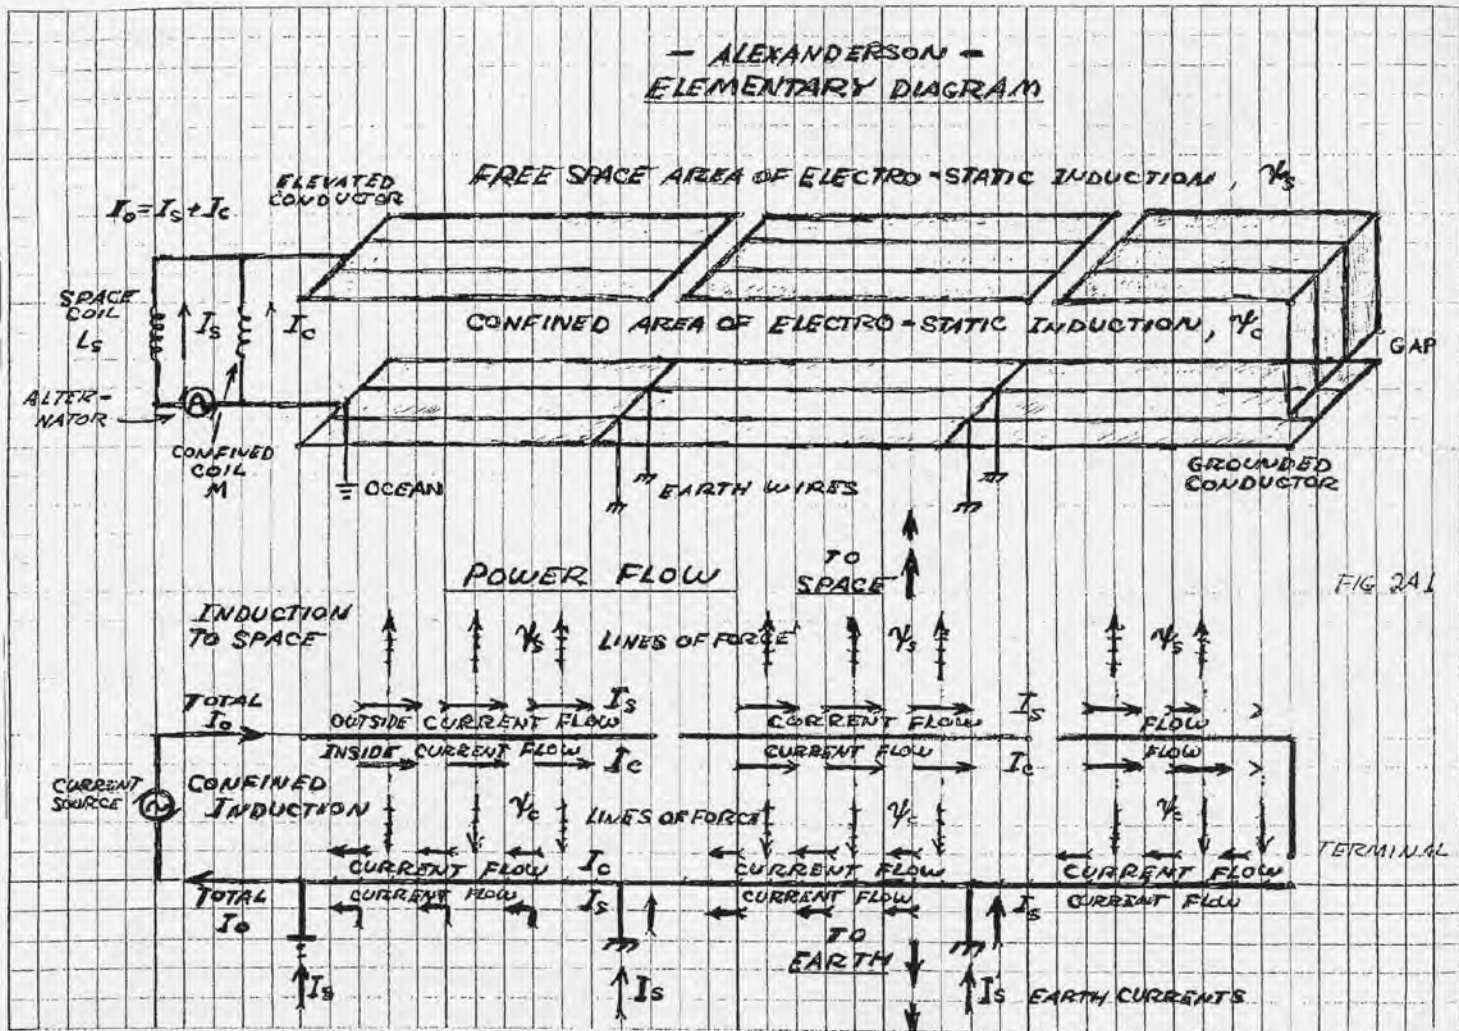 - ALEXANDERSON -
ELEMENTARY DIAGRAM
FREE SPACE AREA OF ELECTRO-STATIC INDUCTION, Ψs
ELEVATED
CONDUCTOR
Io=Is+Ic
SPACE
COIL
Ls
Is
Ic
CONFINED AREA OF ELECTRO-STATIC INDUCTION, Ψc
GAP
ALTER-
NATOR
CONFINED
COIL
M
OCEAN
EARTH WIRES
GROUNDED
CONDUCTOR
POWER FLOW
TO
SPACE
FIG 2A1
INDUCTION
TO SPACE
Ψs
LINES OF FORCE
Ψs
Ψs
TOTAL
Io
Is
Is
OUTSIDE CURRENT FLOW
CURRENT FLOW
FLOW
INSIDE CURRENT FLOW
CURRENT FLOW
FLOW
Ic
Ic
CURRENT
SOURCE
CONFINED
INDUCTION
Ψc
LINES OF FORCE
Ψc
Ψc
TERMINAL
CURRENT FLOW
Ic
CURRENT FLOW
CURRENT FLOW
TOTAL
Io
CURRENT FLOW
Is
CURRENT FLOW
Is
CURRENT FLOW
TO
EARTH
Is
Is
Is
EARTH CURRENTS